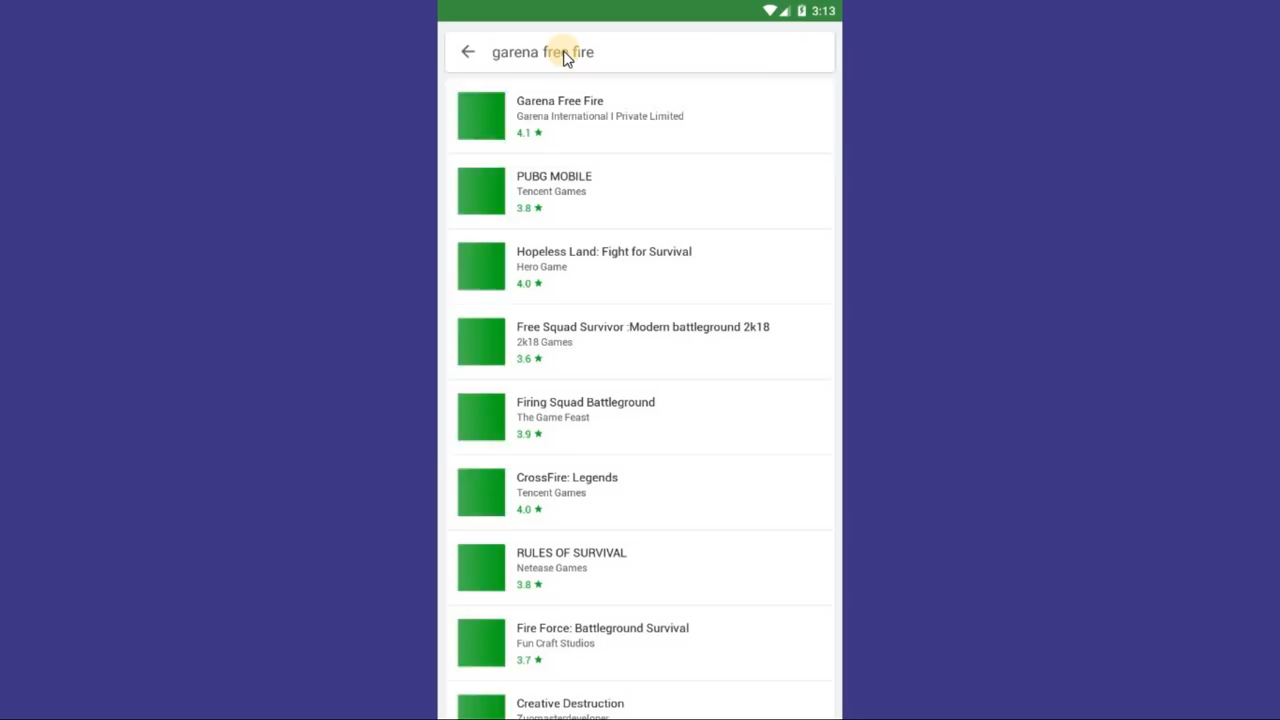 3:13
garena free fire
Garena Free Fire
Garena International I Private Limited
4.1 ★
PUBG MOBILE
Tencent Games
3.8 ★
Hopeless Land: Fight for Survival
Hero Game
4.0 ★
Free Squad Survivor :Modern battleground 2k18
2k18 Games
3.6 ★
Firing Squad Battleground
The Game Feast
3.9 ★
CrossFire: Legends
Tencent Games
4.0 ★
RULES OF SURVIVAL
Netease Games
3.8 ★
Fire Force: Battleground Survival
Fun Craft Studios
3.7 ★
Creative Destruction
Zuomasterdeveloper